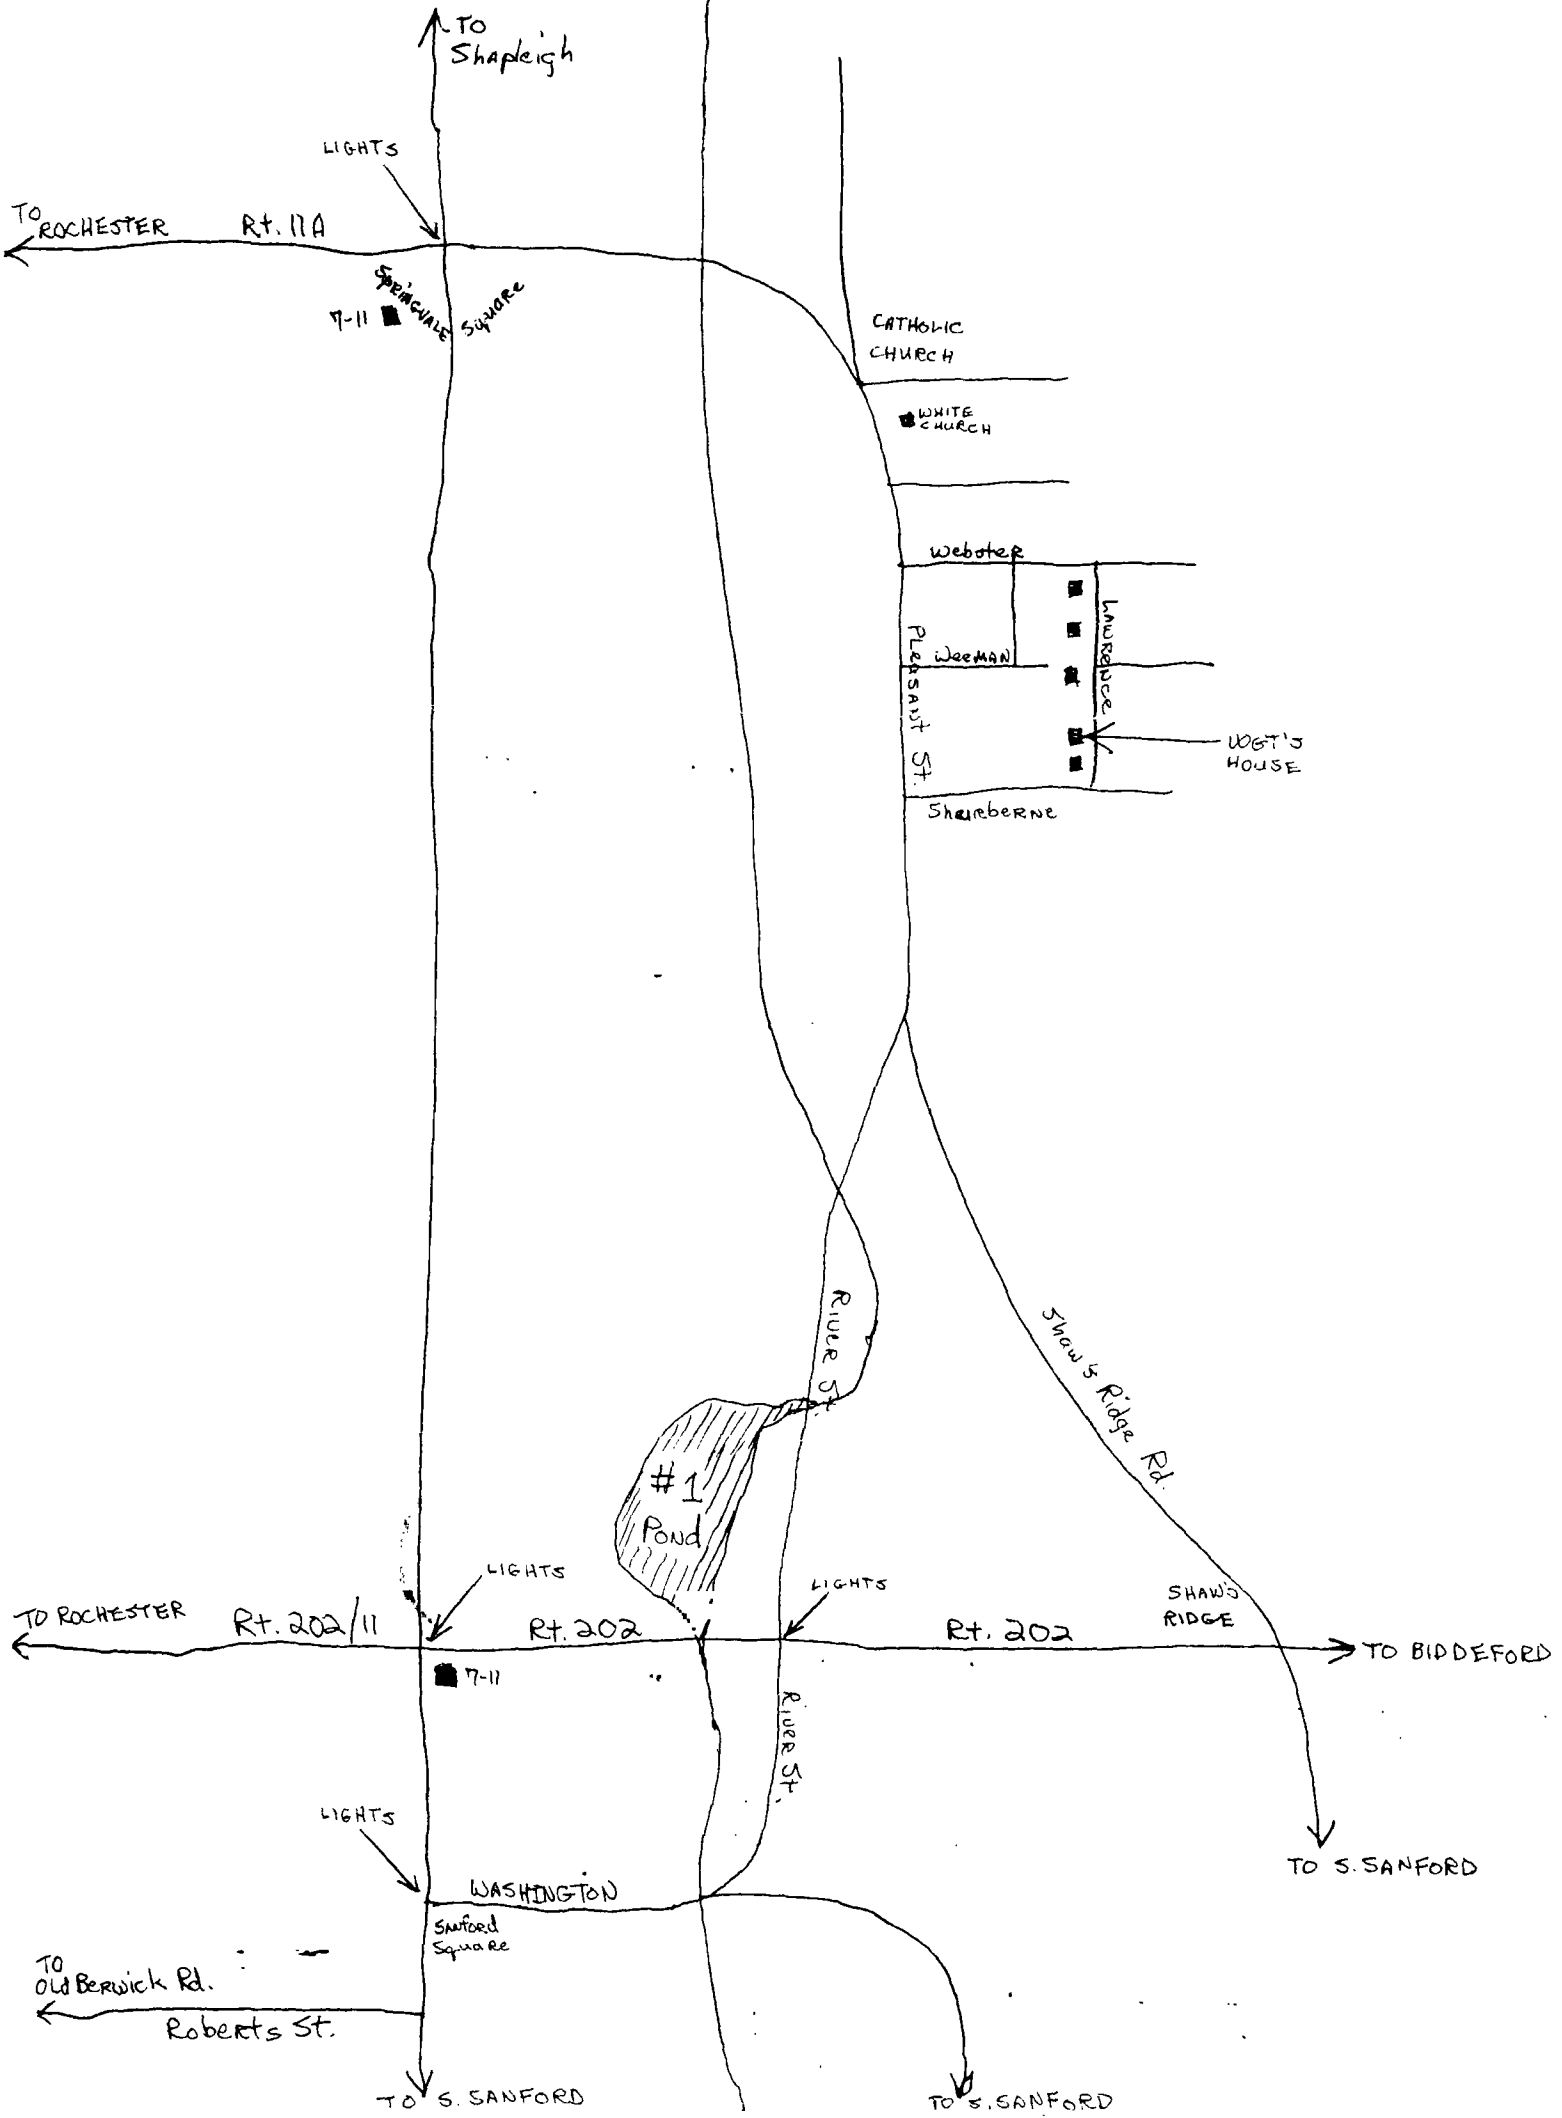 TO
Shapleigh
LIGHTS
TO
ROCHESTER
Rt. 11A
SPRINGVALE
Square
7-11
CATHOLIC
CHURCH
WHITE
CHURCH
Webster
LAWRENCE
PLEASANT St.
WeeMAN
VOGT'S
HOUSE
RIVER St.
Shaw's Ridge Rd.
#1
Pond
LIGHTS
LIGHTS
SHAW'S
RIDGE
TO ROCHESTER
Rt. 202/11
Rt. 202
Rt. 202
TO BIDDEFORD
7-11
RIVER St.
LIGHTS
TO S. SANFORD
WASHINGTON
SANford
Square
TO
Old Berwick Rd.
Roberts St.
TO S. SANFORD
TO S. SANFORD